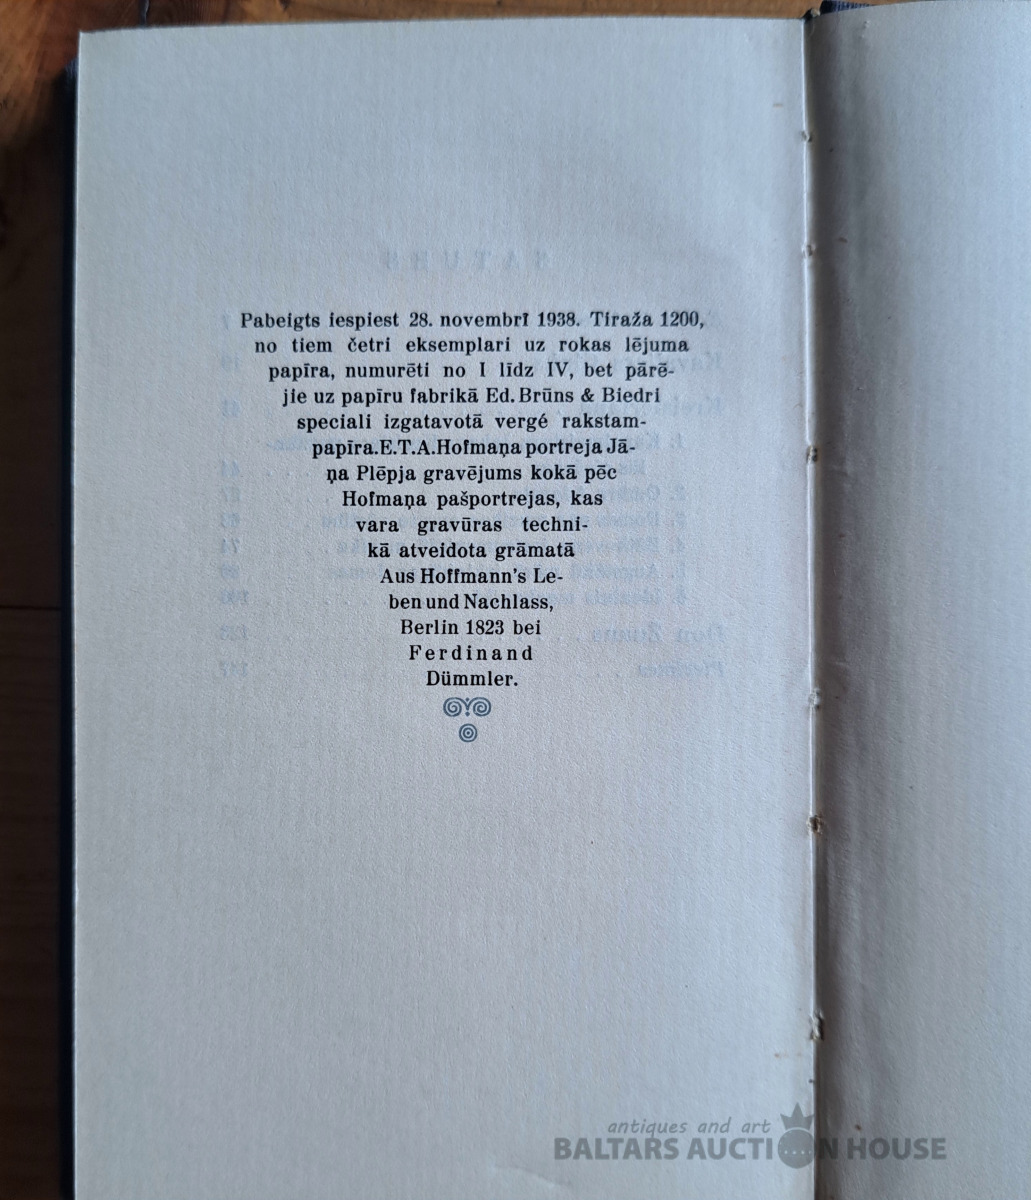 Pabeigts iespiest 28. novembrī 1938. Tiraža 1200,
no tiem četri eksemplari uz rokas lējuma
papīra, numurēti no I līdz IV, bet pārē-
jie uz papīru fabrikā Ed. Brūns & Biedri
speciali izgatavotā vergé rakstam-
papīra.E.T.A.Hofmaņa portreja Jā-
ņa Plēpja gravējums kokā pēc
Hofmaņa pašportrejas, kas
vara gravūras techni-
kā atveidota grāmatā
Aus Hoffmann's Le-
ben und Nachlass,
Berlin 1823 bei
Ferdinand
Dümmler.
antiques and art
BALTARS AUCTION HOUSE